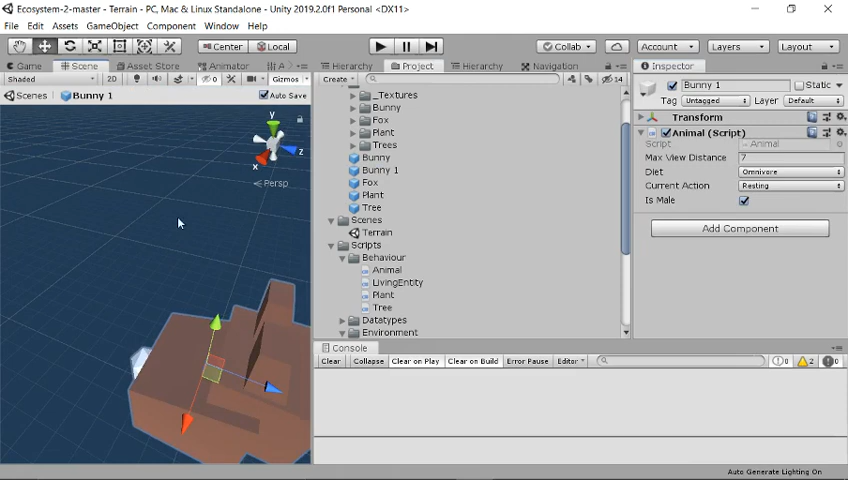 Ecosystem-2-master - Terrain - PC, Mac & Linux Standalone - Unity 2019.2.0f1 Personal <DX11>
File Edit Assets GameObject Component Window Help
Center Local Collab Account Layers Layout
Game Scene Asset Store Animator A Hierarchy Project Hierarchy Navigation Inspector
Shaded 2D 0 Gizmos Create 14
Scenes Bunny 1 Auto Save
y
z
x
Persp
_Textures
Bunny
Fox
Plant
Trees
Bunny
Bunny 1
Fox
Plant
Tree
Scenes
Terrain
Scripts
Behaviour
Animal
LivingEntity
Plant
Tree
Datatypes
Environment
Bunny 1 Static
Tag Untagged Layer Default
Transform
Animal (Script)
Script Animal
Max View Distance 7
Diet Omnivore
Current Action Resting
Is Male
Add Component
Console
Clear Collapse Clear on Play Clear on Build Error Pause Editor 0 2 0
Auto Generate Lighting On